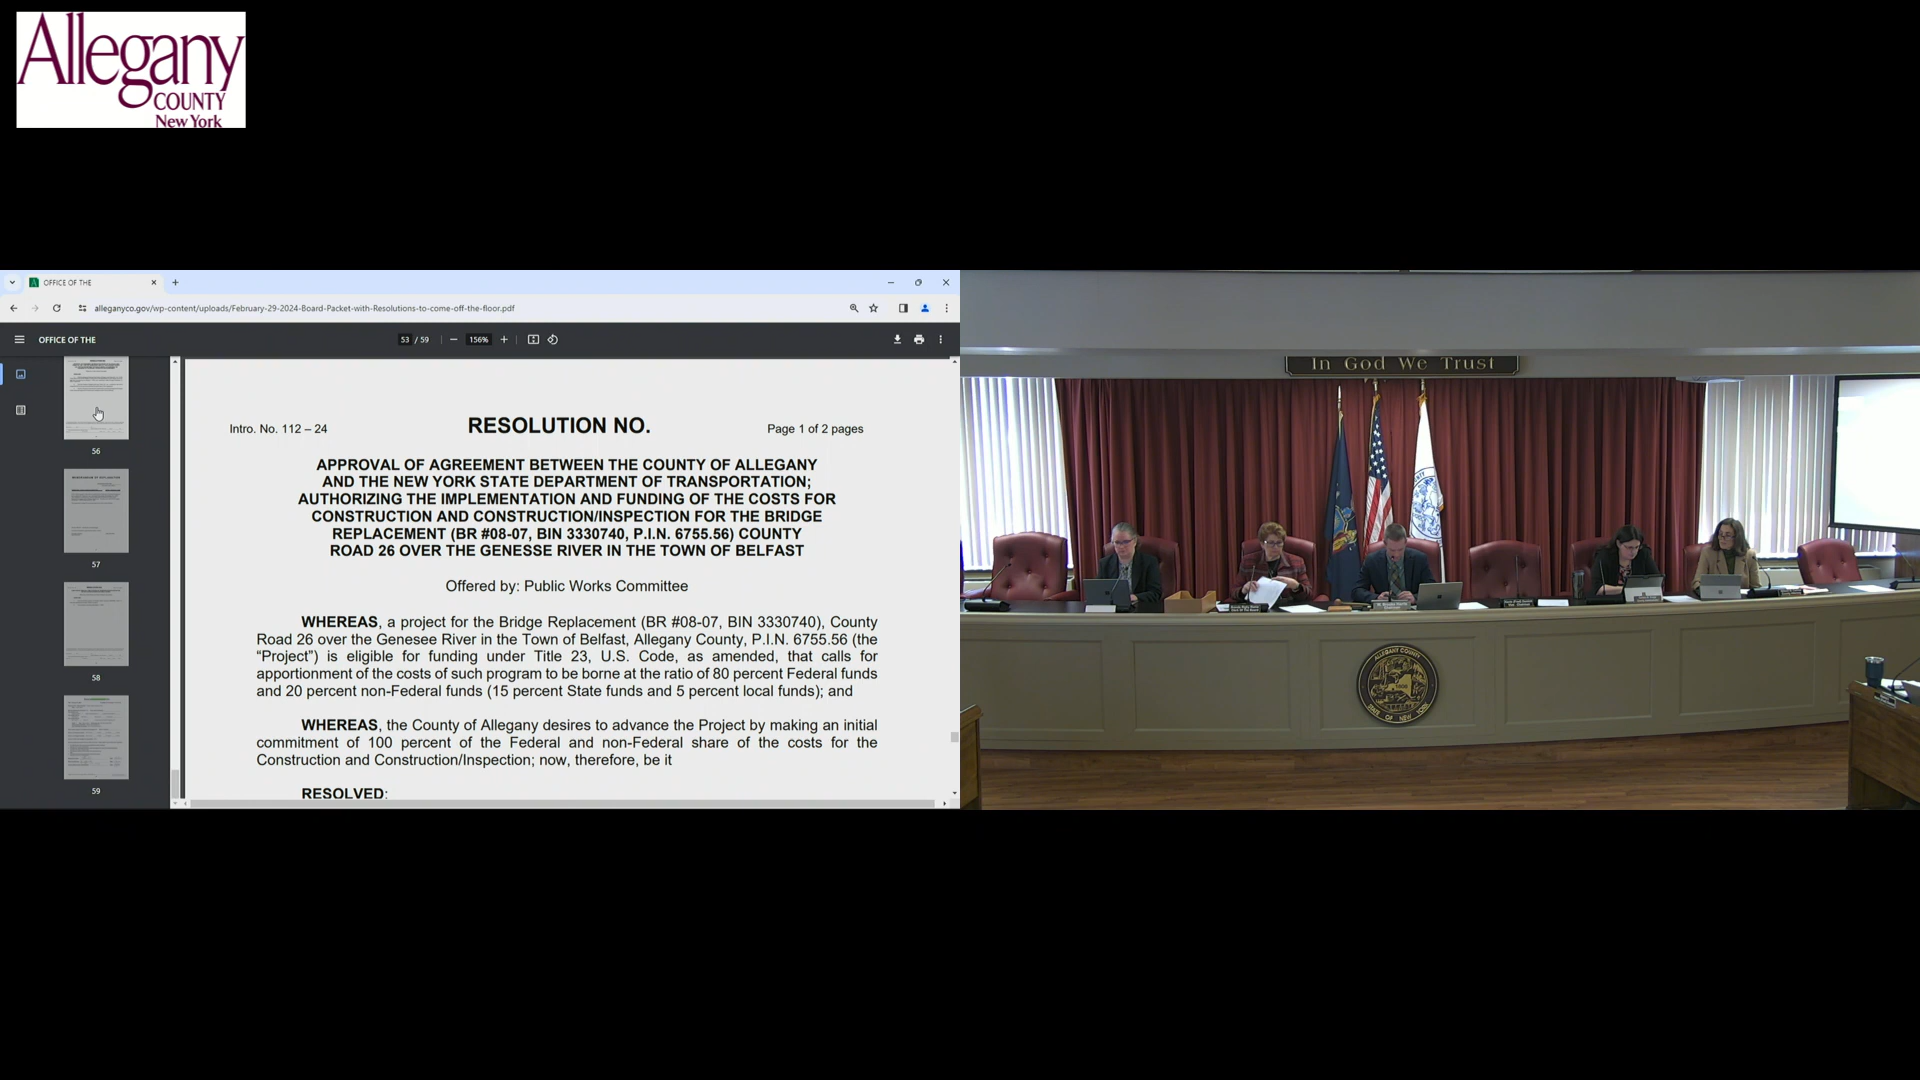 Allegany
COUNTY
New York
OFFICE OF THE
alleganyco.gov/wp-content/uploads/February-29-2024-Board-Packet-with-Resolutions-to-come-off-the-floor.pdf
OFFICE OF THE
53 / 59
156%
56
57
58
59
Intro. No. 112 – 24
RESOLUTION NO.
Page 1 of 2 pages
APPROVAL OF AGREEMENT BETWEEN THE COUNTY OF ALLEGANY
AND THE NEW YORK STATE DEPARTMENT OF TRANSPORTATION;
AUTHORIZING THE IMPLEMENTATION AND FUNDING OF THE COSTS FOR
CONSTRUCTION AND CONSTRUCTION/INSPECTION FOR THE BRIDGE
REPLACEMENT (BR #08-07, BIN 3330740, P.I.N. 6755.56) COUNTY
ROAD 26 OVER THE GENESSE RIVER IN THE TOWN OF BELFAST
Offered by: Public Works Committee
WHEREAS, a project for the Bridge Replacement (BR #08-07, BIN 3330740), County
Road 26 over the Genesee River in the Town of Belfast, Allegany County, P.I.N. 6755.56 (the
“Project”) is eligible for funding under Title 23, U.S. Code, as amended, that calls for
apportionment of the costs of such program to be borne at the ratio of 80 percent Federal funds
and 20 percent non-Federal funds (15 percent State funds and 5 percent local funds); and
WHEREAS, the County of Allegany desires to advance the Project by making an initial
commitment of 100 percent of the Federal and non-Federal share of the costs for the
Construction and Construction/Inspection; now, therefore, be it
RESOLVED:
In God We Trust
ALLEGANY COUNTY
STATE OF NEW YORK